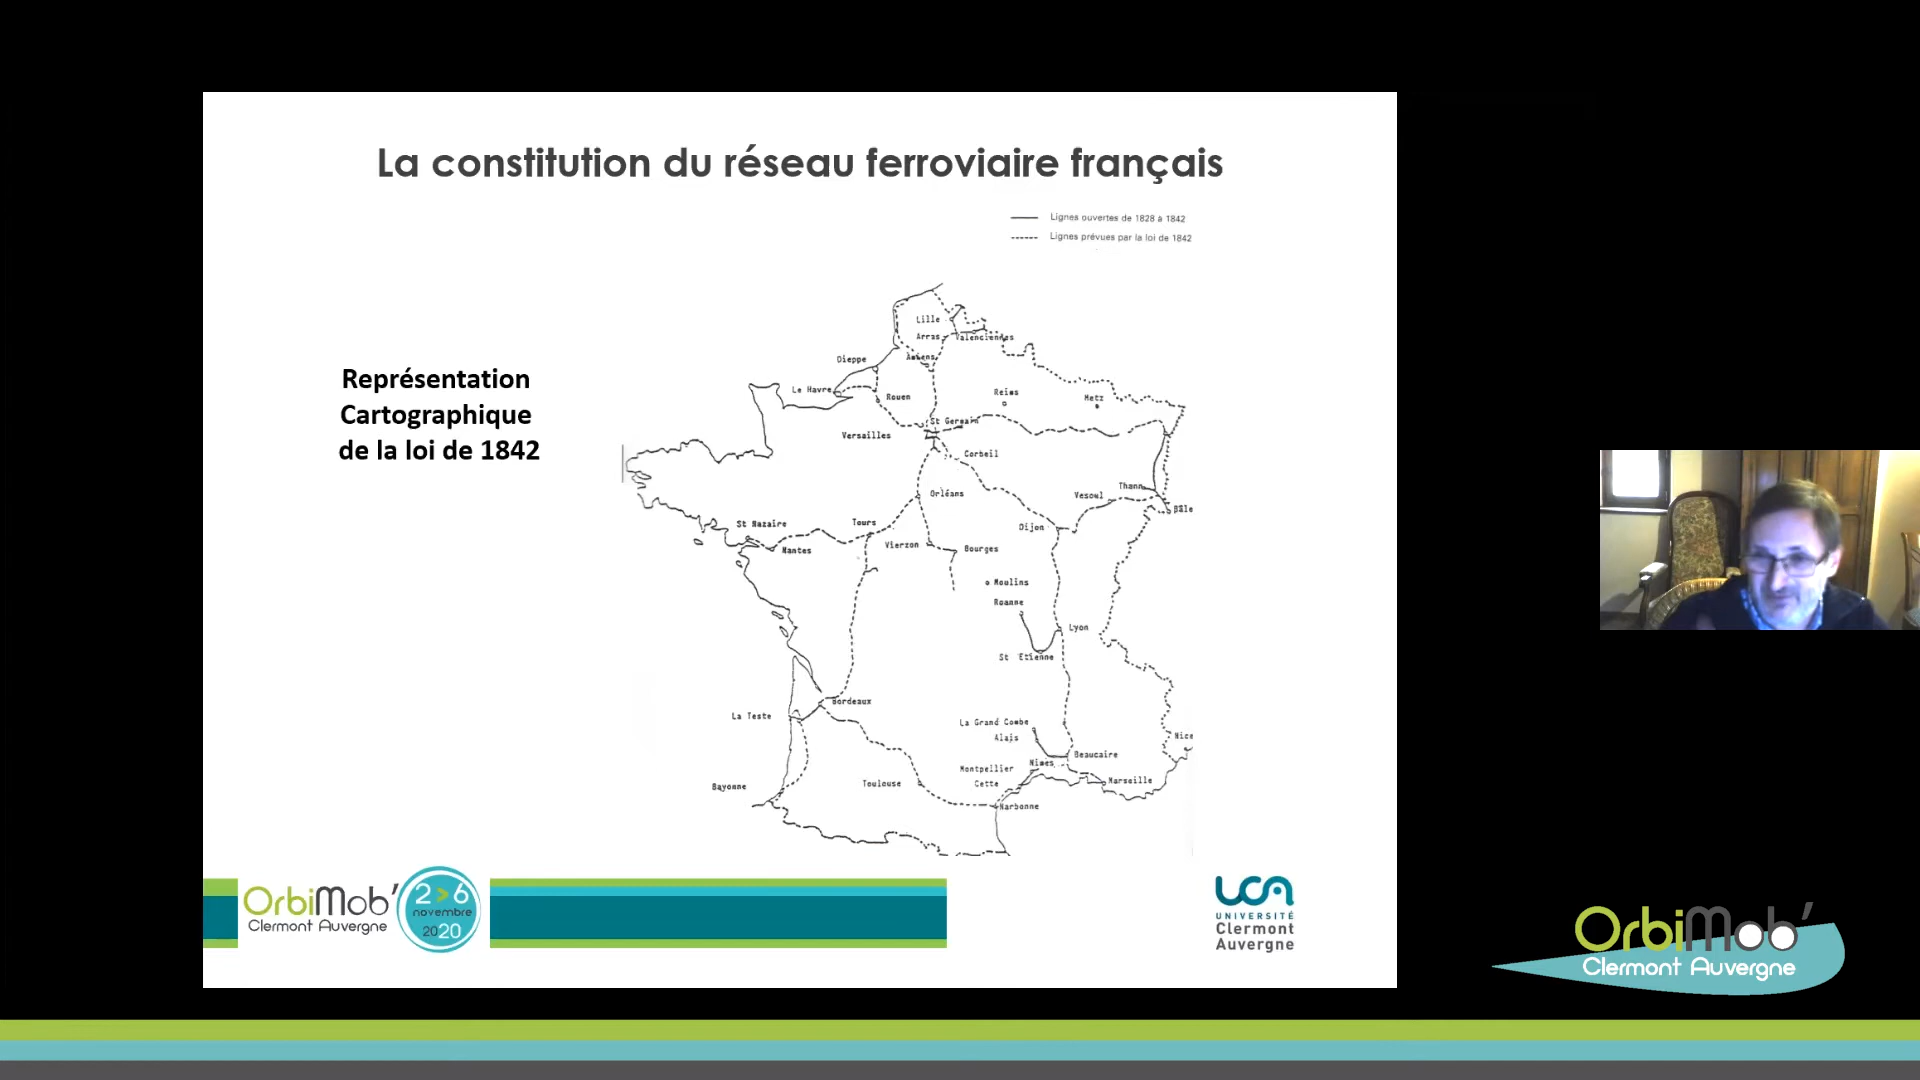 La constitution du réseau ferroviaire français
Lignes ouvertes de 1828 à 1842
Lignes prévues par la loi de 1842
Représentation
Cartographique
de la loi de 1842
Lille
Arras
Valenciennes
Dieppe
Amiens
Le Havre
Rouen
Reims
Metz
St Germain
Versailles
Corbeil
Thann
Orléans
Vesoul
Bâle
St Nazaire
Tours
Dijon
Nantes
Vierzon
Bourges
Moulins
Roanne
Lyon
St Etienne
Bordeaux
La Teste
La Grand Combe
Alais
Nice
Beaucaire
Nimes
Montpellier
Marseille
Bayonne
Toulouse
Cette
Narbonne
OrbiMob'
Clermont Auvergne
2>6
novembre
2020
UCA
UNIVERSITÉ
Clermont
Auvergne
OrbiMob'
Clermont Auvergne